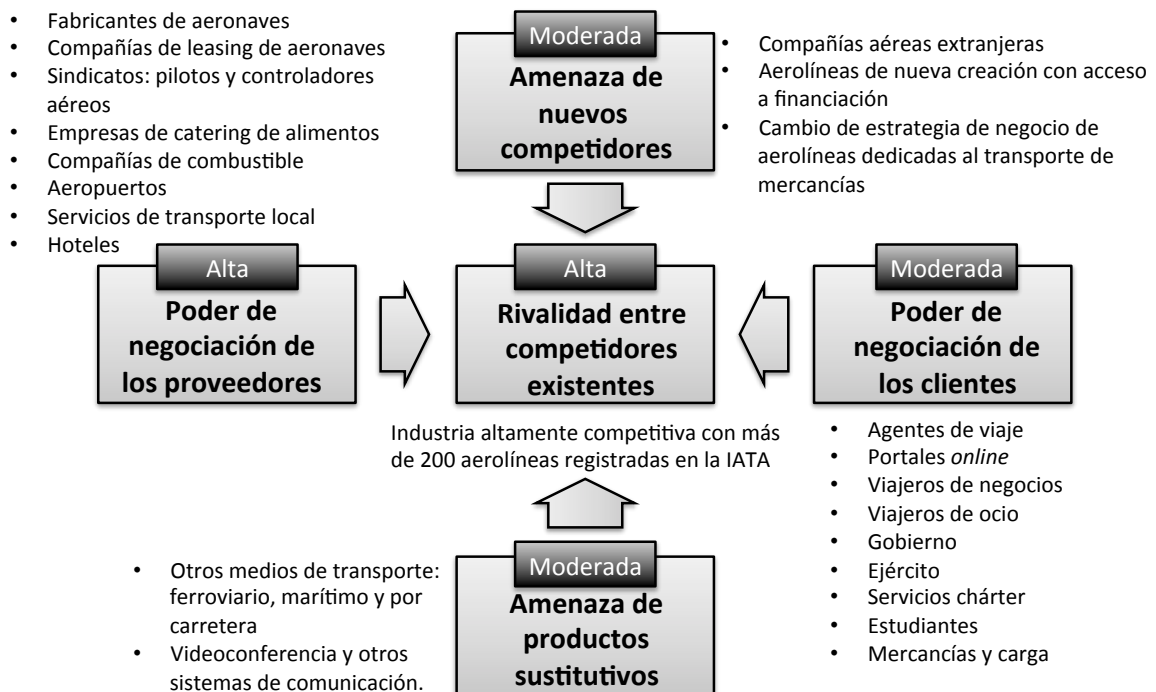 • Fabricantes de aeronaves
• Compañías de leasing de aeronaves
• Sindicatos: pilotos y controladores
aéreos
• Empresas de catering de alimentos
• Compañías de combustible
• Aeropuertos
• Servicios de transporte local
• Hoteles
Moderada
Amenaza de
nuevos
competidores
• Compañías aéreas extranjeras
• Aerolíneas de nueva creación con acceso
a financiación
• Cambio de estrategia de negocio de
aerolíneas dedicadas al transporte de
mercancías
Alta
Poder de
negociación de
los proveedores
Alta
Rivalidad entre
competidores
existentes
Industria altamente competitiva con más
de 200 aerolíneas registradas en la IATA
Moderada
Poder de
negociación de
los clientes
• Agentes de viaje
• Portales online
• Viajeros de negocios
• Viajeros de ocio
• Gobierno
• Ejército
• Servicios chárter
• Estudiantes
• Mercancías y carga
• Otros medios de transporte:
ferroviario, marítimo y por
carretera
• Videoconferencia y otros
sistemas de comunicación.
Moderada
Amenaza de
productos
sustitutivos